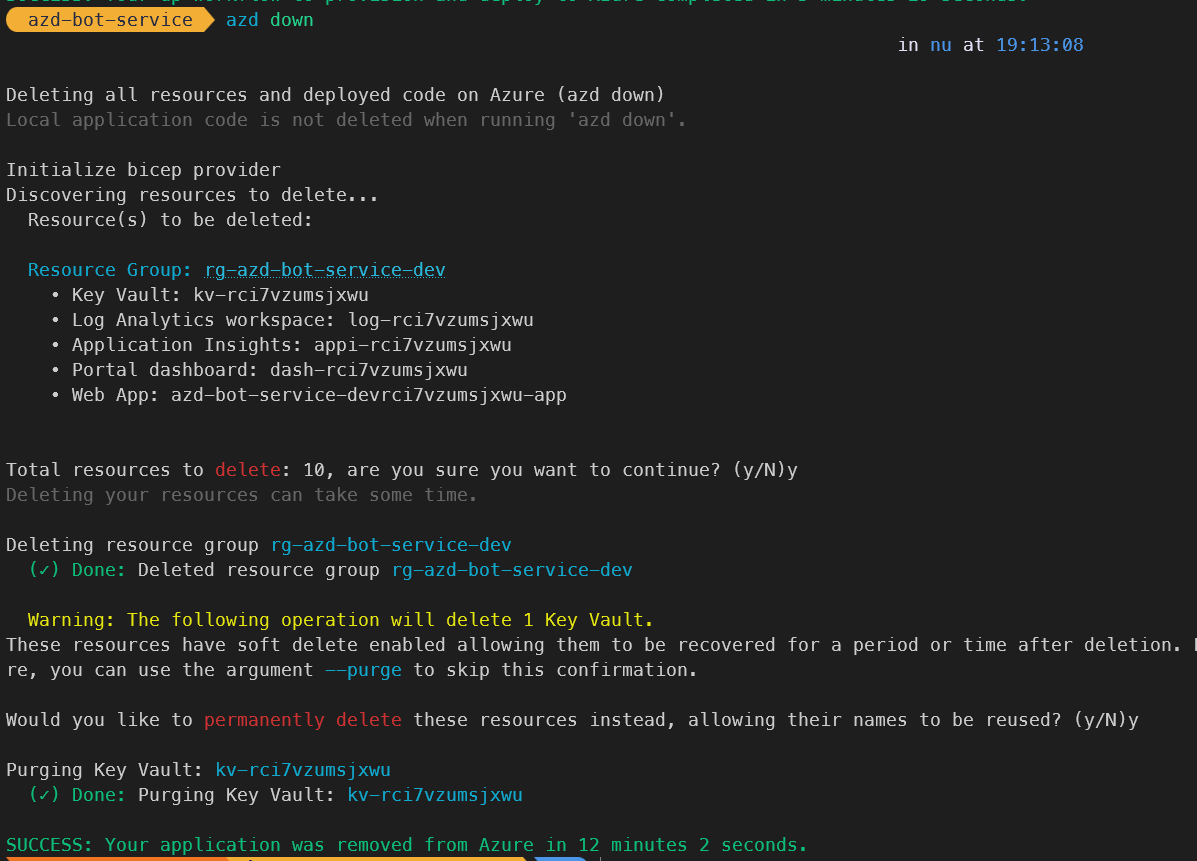 azd-bot-service azd down
in nu at 19:13:08
Deleting all resources and deployed code on Azure (azd down)
Local application code is not deleted when running 'azd down'.
Initialize bicep provider
Discovering resources to delete...
Resource(s) to be deleted:
Resource Group: rg-azd-bot-service-dev
• Key Vault: kv-rci7vzumsjxwu
• Log Analytics workspace: log-rci7vzumsjxwu
• Application Insights: appi-rci7vzumsjxwu
• Portal dashboard: dash-rci7vzumsjxwu
• Web App: azd-bot-service-devrci7vzumsjxwu-app
Total resources to delete: 10, are you sure you want to continue? (y/N)y
Deleting your resources can take some time.
Deleting resource group rg-azd-bot-service-dev
(✓) Done: Deleted resource group rg-azd-bot-service-dev
Warning: The following operation will delete 1 Key Vault.
These resources have soft delete enabled allowing them to be recovered for a period or time after deletion.
re, you can use the argument --purge to skip this confirmation.
Would you like to permanently delete these resources instead, allowing their names to be reused? (y/N)y
Purging Key Vault: kv-rci7vzumsjxwu
(✓) Done: Purging Key Vault: kv-rci7vzumsjxwu
SUCCESS: Your application was removed from Azure in 12 minutes 2 seconds.